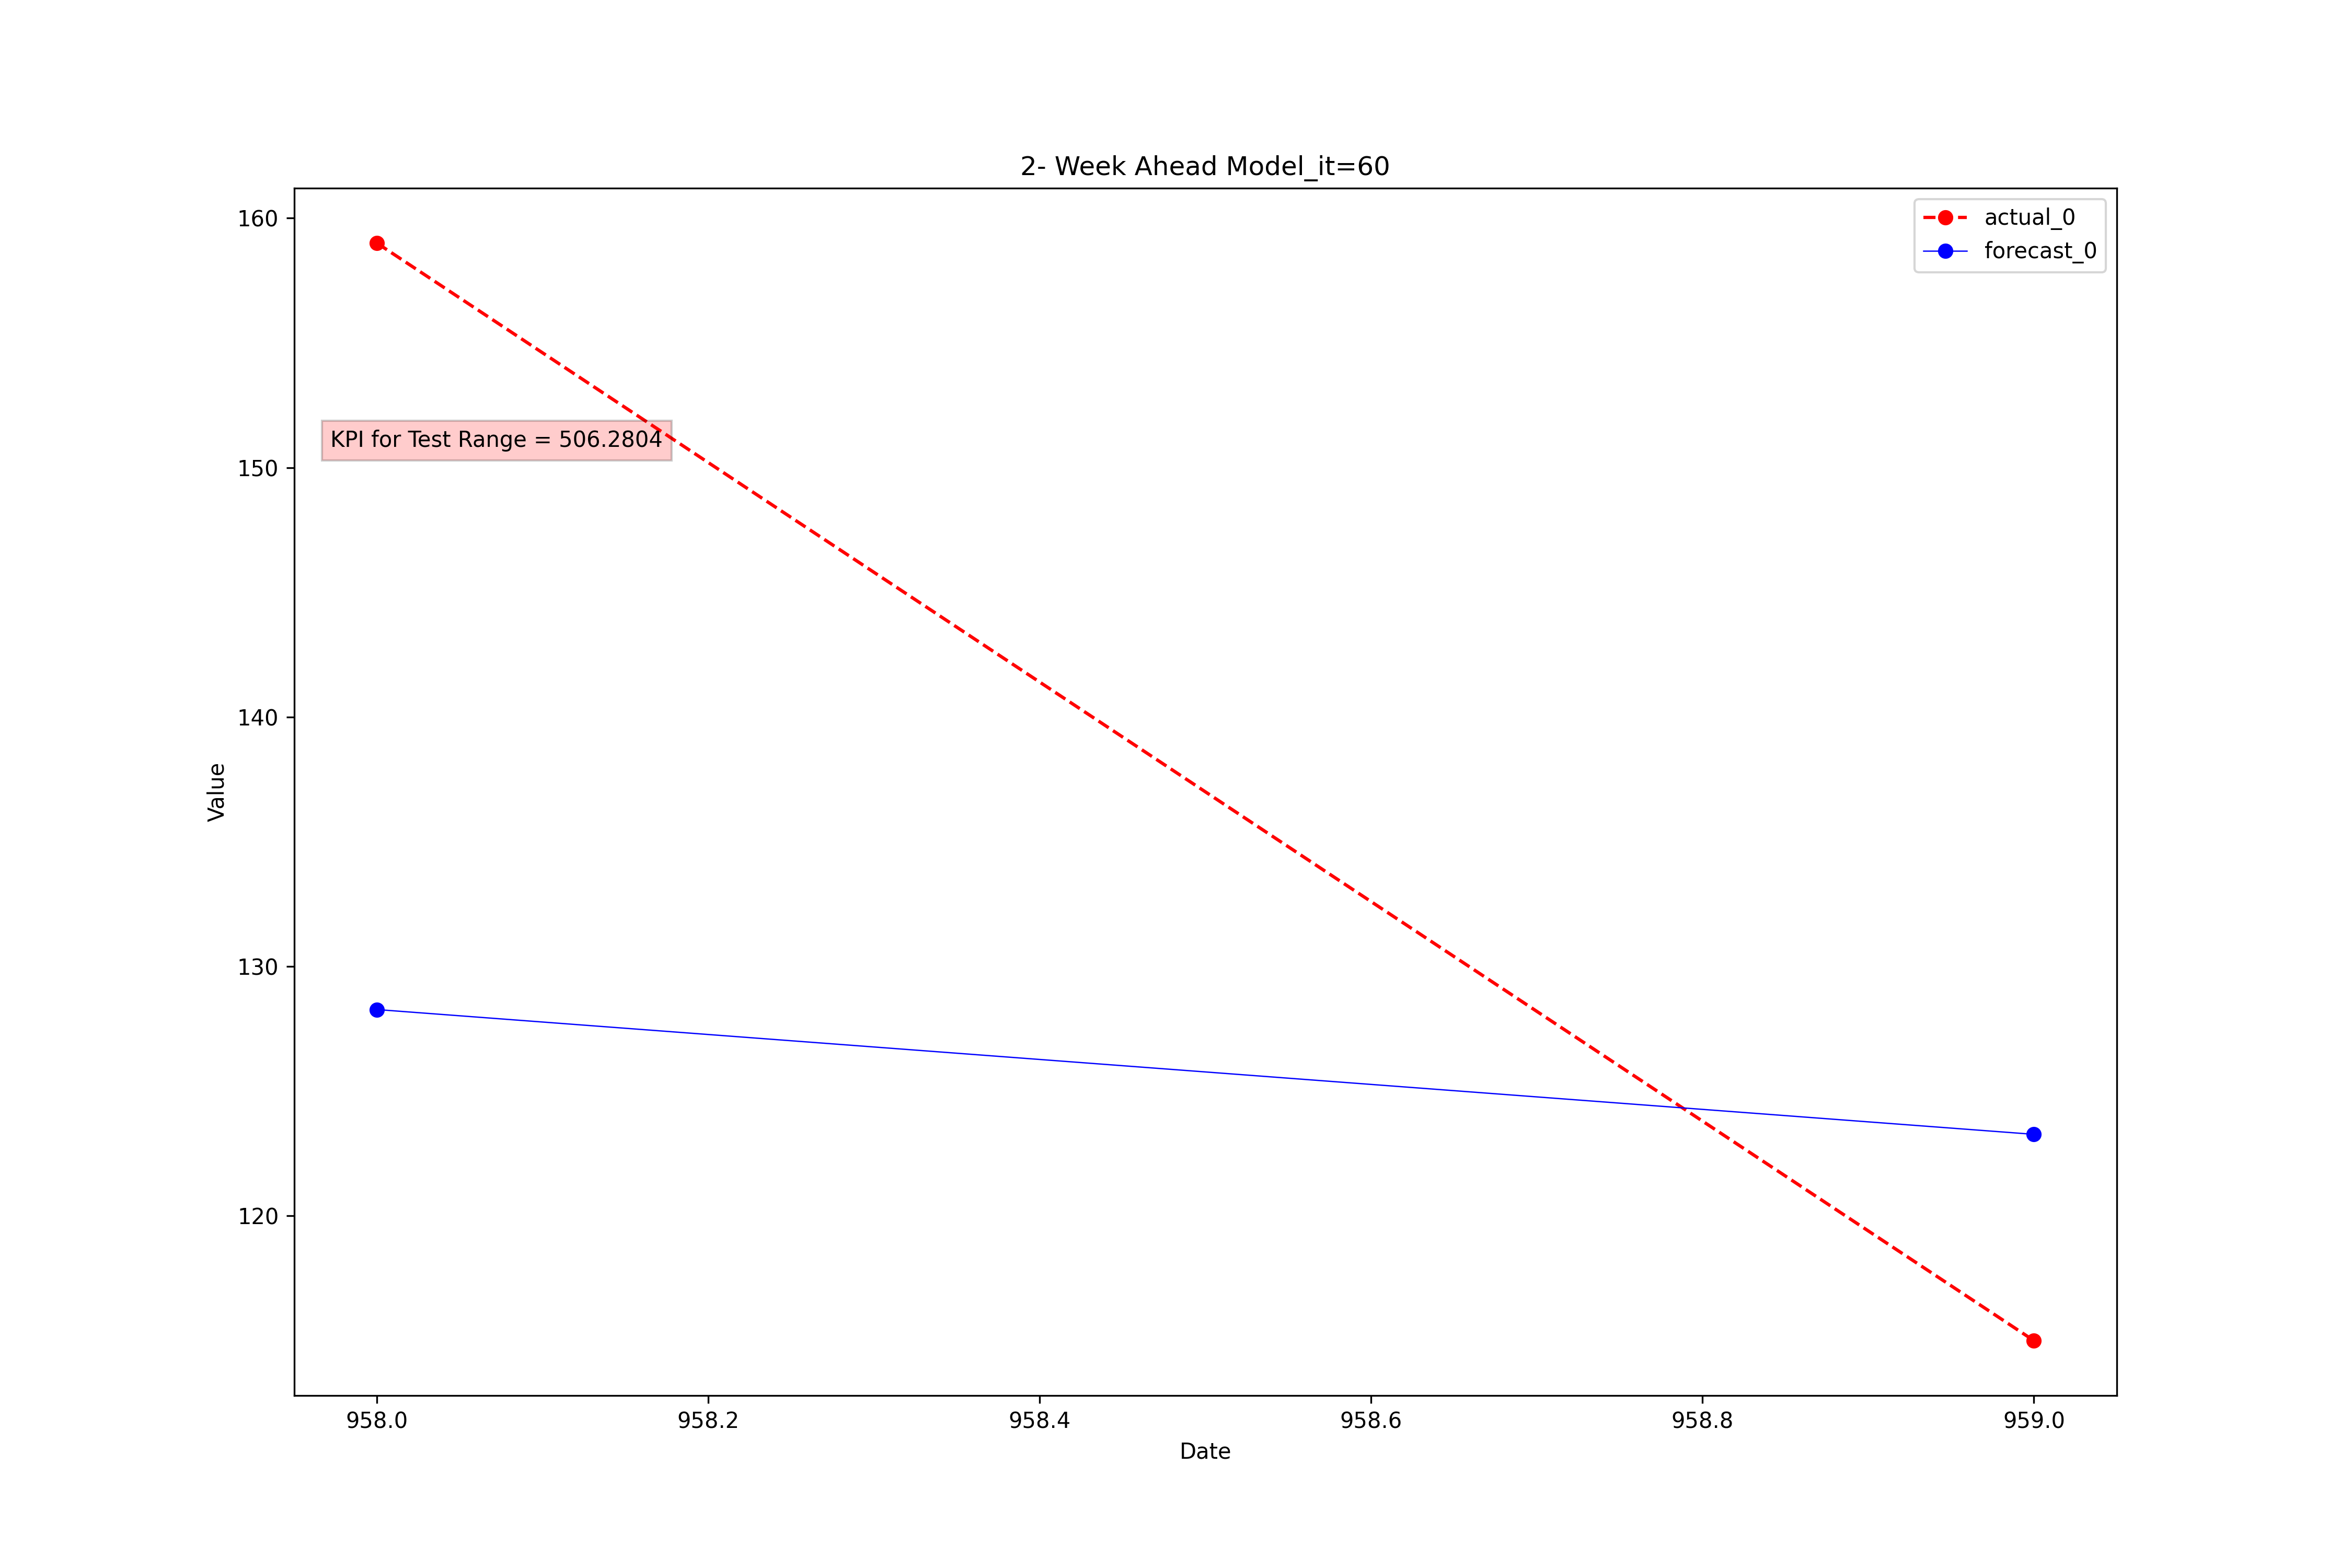 2- Week Ahead Model_it=60
160
150
140
130
120
Value
KPI for Test Range = 506.2804
actual_0
forecast_0
958.0 958.2 958.4 958.6 958.8 959.0
Date